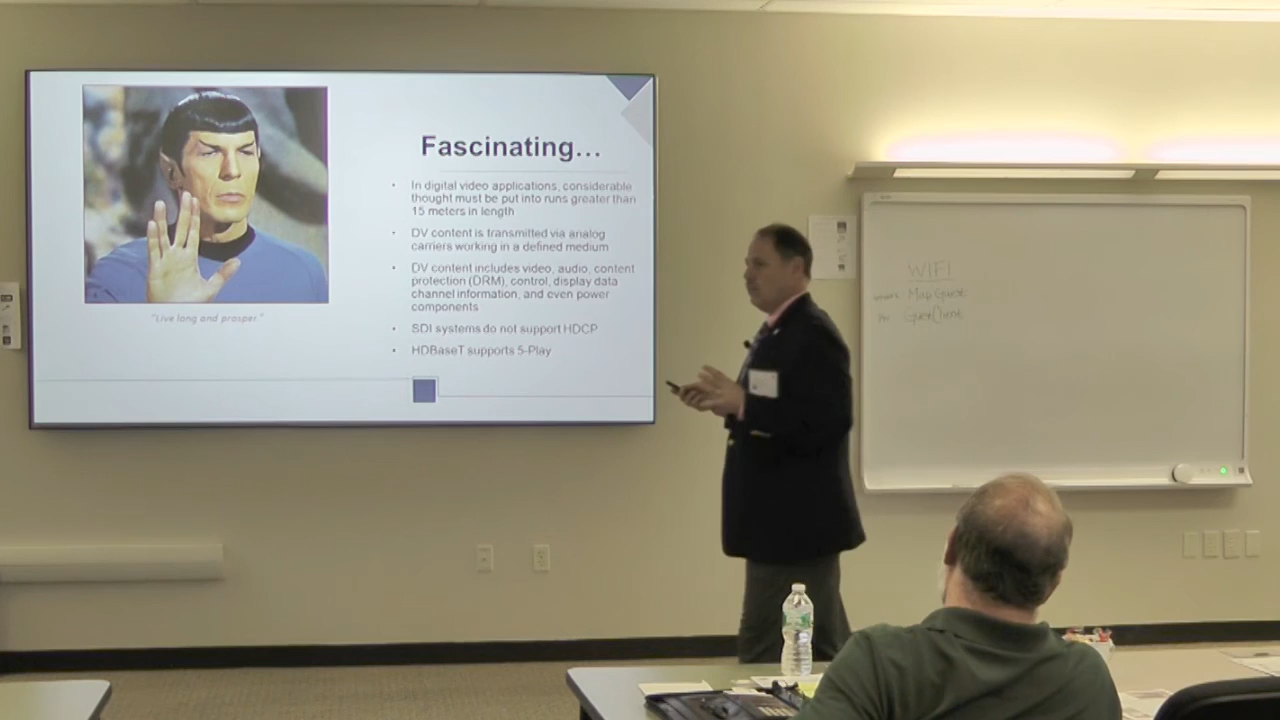 Fascinating…
• In digital video applications, considerable
thought must be put into runs greater than
15 meters in length
• DV content is transmitted via analog
carriers working in a defined medium
• DV content includes video, audio, content
protection (DRM), control, display data
channel information, and even power
components
• SDI systems do not support HDCP
• HDBaseT supports 5-Play
"Live long and prosper."
WIFI